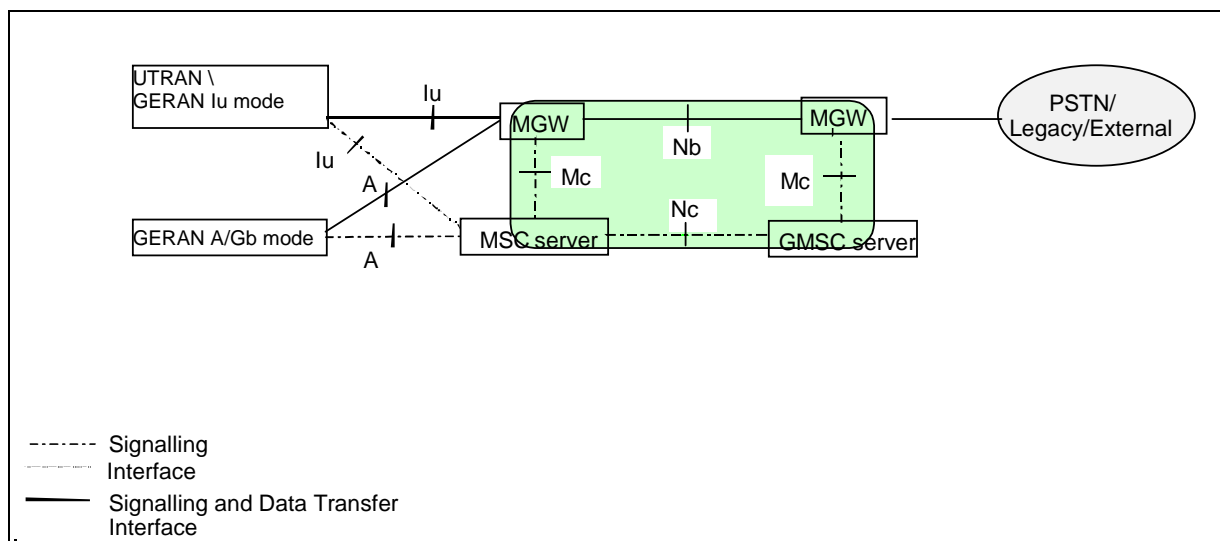 UTRAN \
GERAN Iu mode
Iu
MGW
MGW
PSTN/
Legacy/External
Nb
Iu
Mc
Mc
A
Nc
GERAN A/Gb mode
MSC server
GMSC server
A
Signalling
Interface
Signalling and Data Transfer
Interface